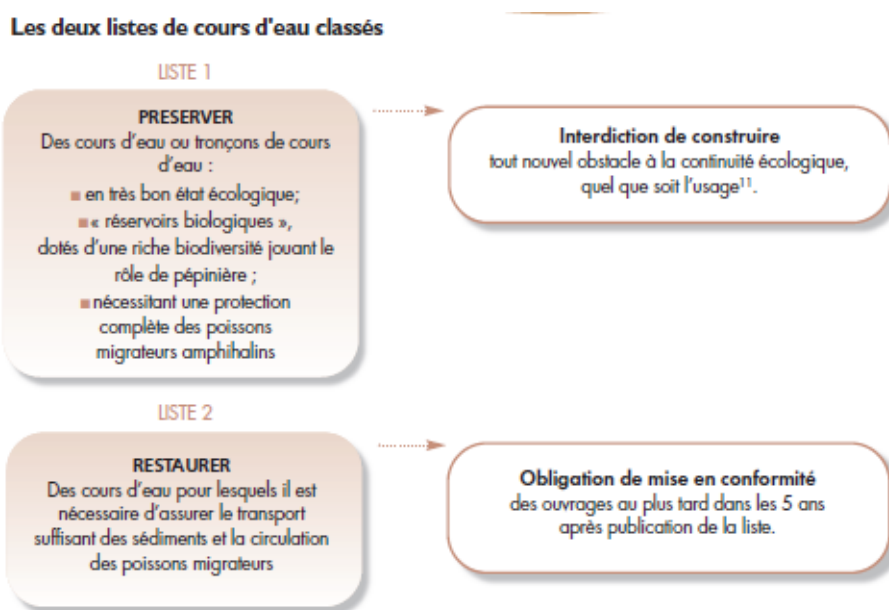 Les deux listes de cours d'eau classés
LISTE 1
PRESERVER
Des cours d'eau ou tronçons de cours
d'eau :
■ en très bon état écologique;
■ « réservoirs biologiques »,
dotés d'une riche biodiversité jouant le
rôle de pépinière ;
■ nécessitant une protection
complète des poissons
migrateurs amphihalins
Interdiction de construire
tout nouvel obstacle à la continuité écologique,
quel que soit l'usage¹¹.
LISTE 2
RESTAURER
Des cours d'eau pour lesquels il est
nécessaire d'assurer le transport
suffisant des sédiments et la circulation
des poissons migrateurs
Obligation de mise en conformité
des ouvrages au plus tard dans les 5 ans
après publication de la liste.